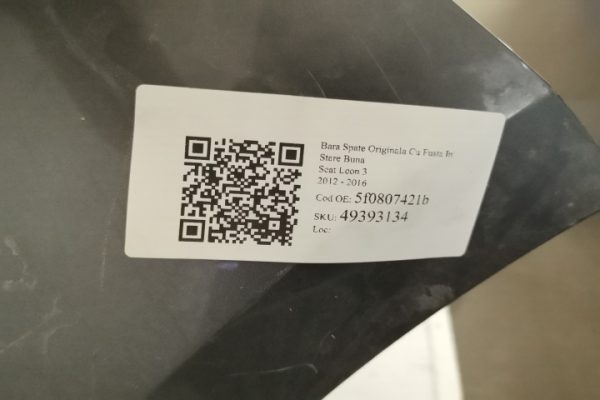 Bara Spate Originala Cu Fusta In
Stare Buna
Seat Leon 3
2012 - 2016
Cod OE: 5f0807421b
SKU: 49393134
Loc: